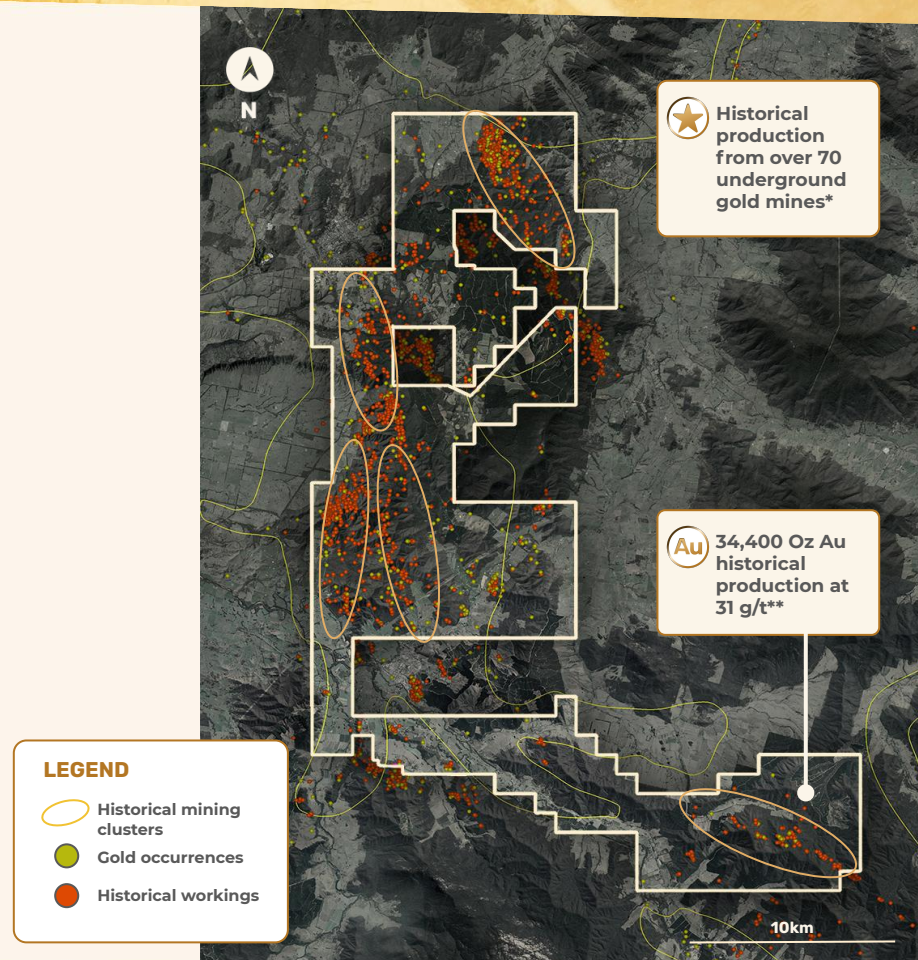 N
Historical
production
from over 70
underground
gold mines*
Au
34,400 Oz Au
historical
production at
31 g/t**
LEGEND
Historical mining
clusters
Gold occurrences
Historical workings
10km